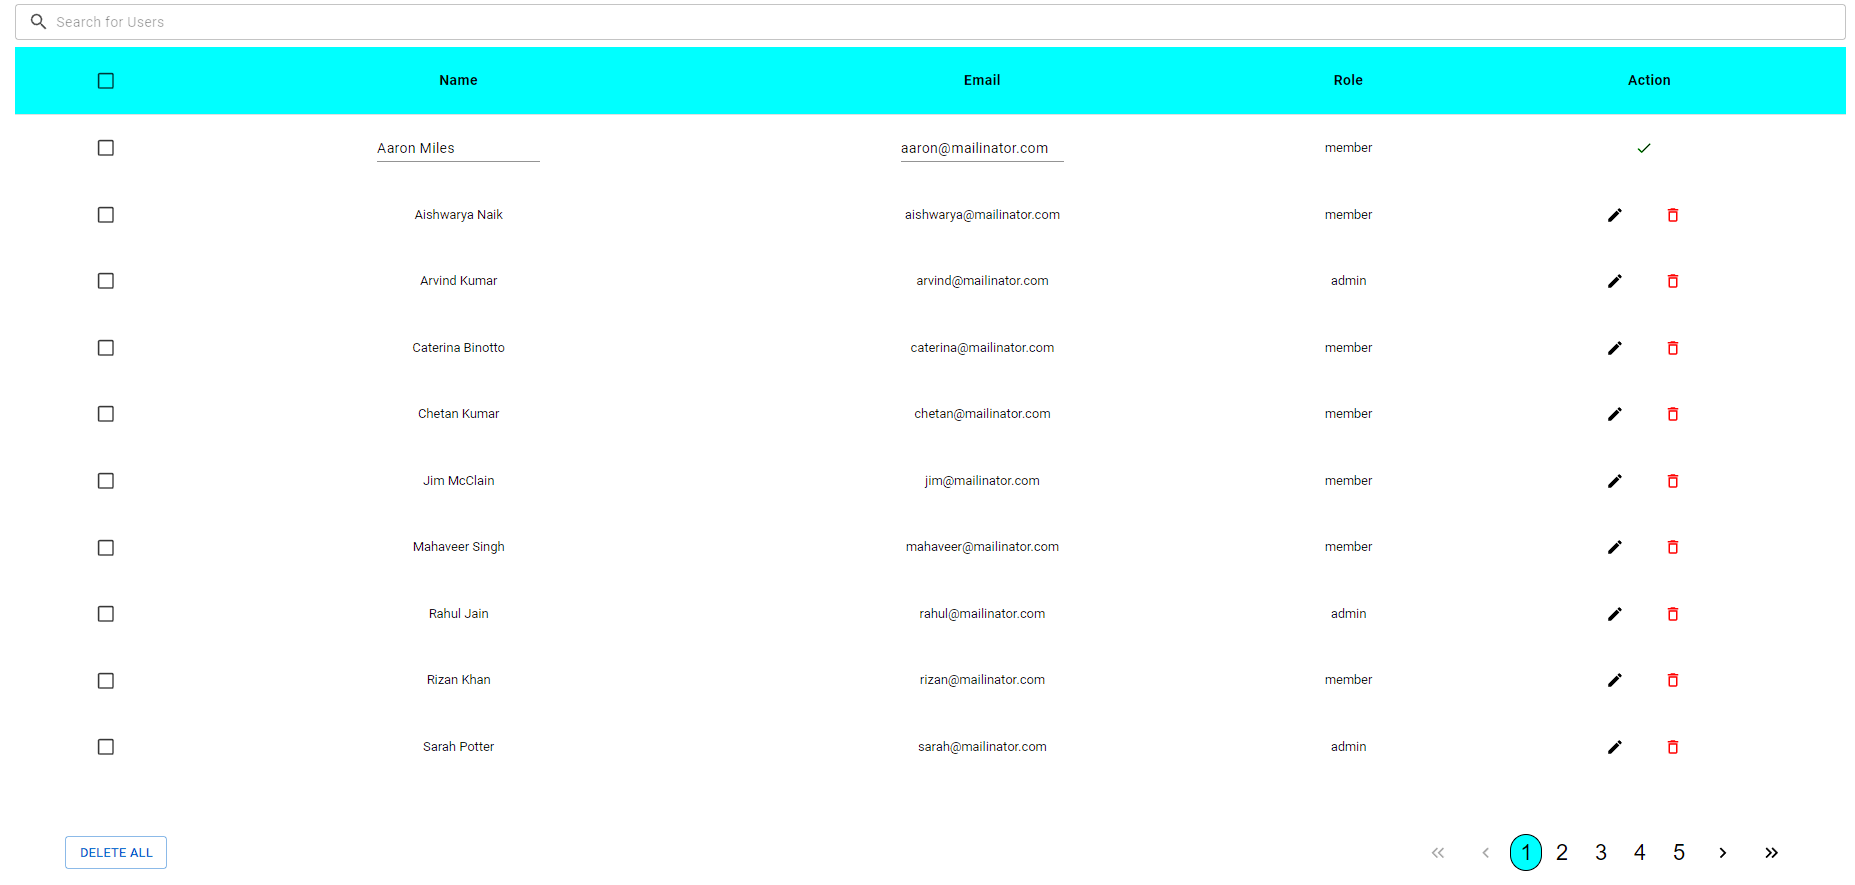 Search for Users
Name Email Role Action
Aaron Miles aaron@mailinator.com member
Aishwarya Naik aishwarya@mailinator.com member
Arvind Kumar arvind@mailinator.com admin
Caterina Binotto caterina@mailinator.com member
Chetan Kumar chetan@mailinator.com member
Jim McClain jim@mailinator.com member
Mahaveer Singh mahaveer@mailinator.com member
Rahul Jain rahul@mailinator.com admin
Rizan Khan rizan@mailinator.com member
Sarah Potter sarah@mailinator.com admin
DELETE ALL 1 2 3 4 5